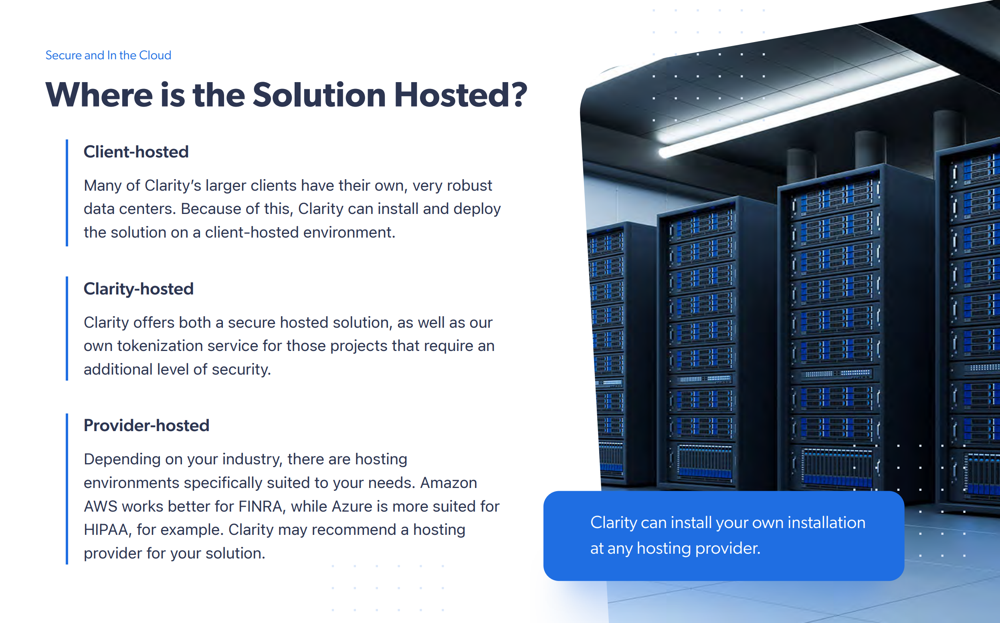 Secure and In the Cloud
Where is the Solution Hosted?
Client-hosted
Many of Clarity’s larger clients have their own, very robust
data centers. Because of this, Clarity can install and deploy
the solution on a client-hosted environment.
Clarity-hosted
Clarity offers both a secure hosted solution, as well as our
own tokenization service for those projects that require an
additional level of security.
Provider-hosted
Depending on your industry, there are hosting
environments specifically suited to your needs. Amazon
AWS works better for FINRA, while Azure is more suited for
HIPAA, for example. Clarity may recommend a hosting
provider for your solution.
Clarity can install your own installation
at any hosting provider.